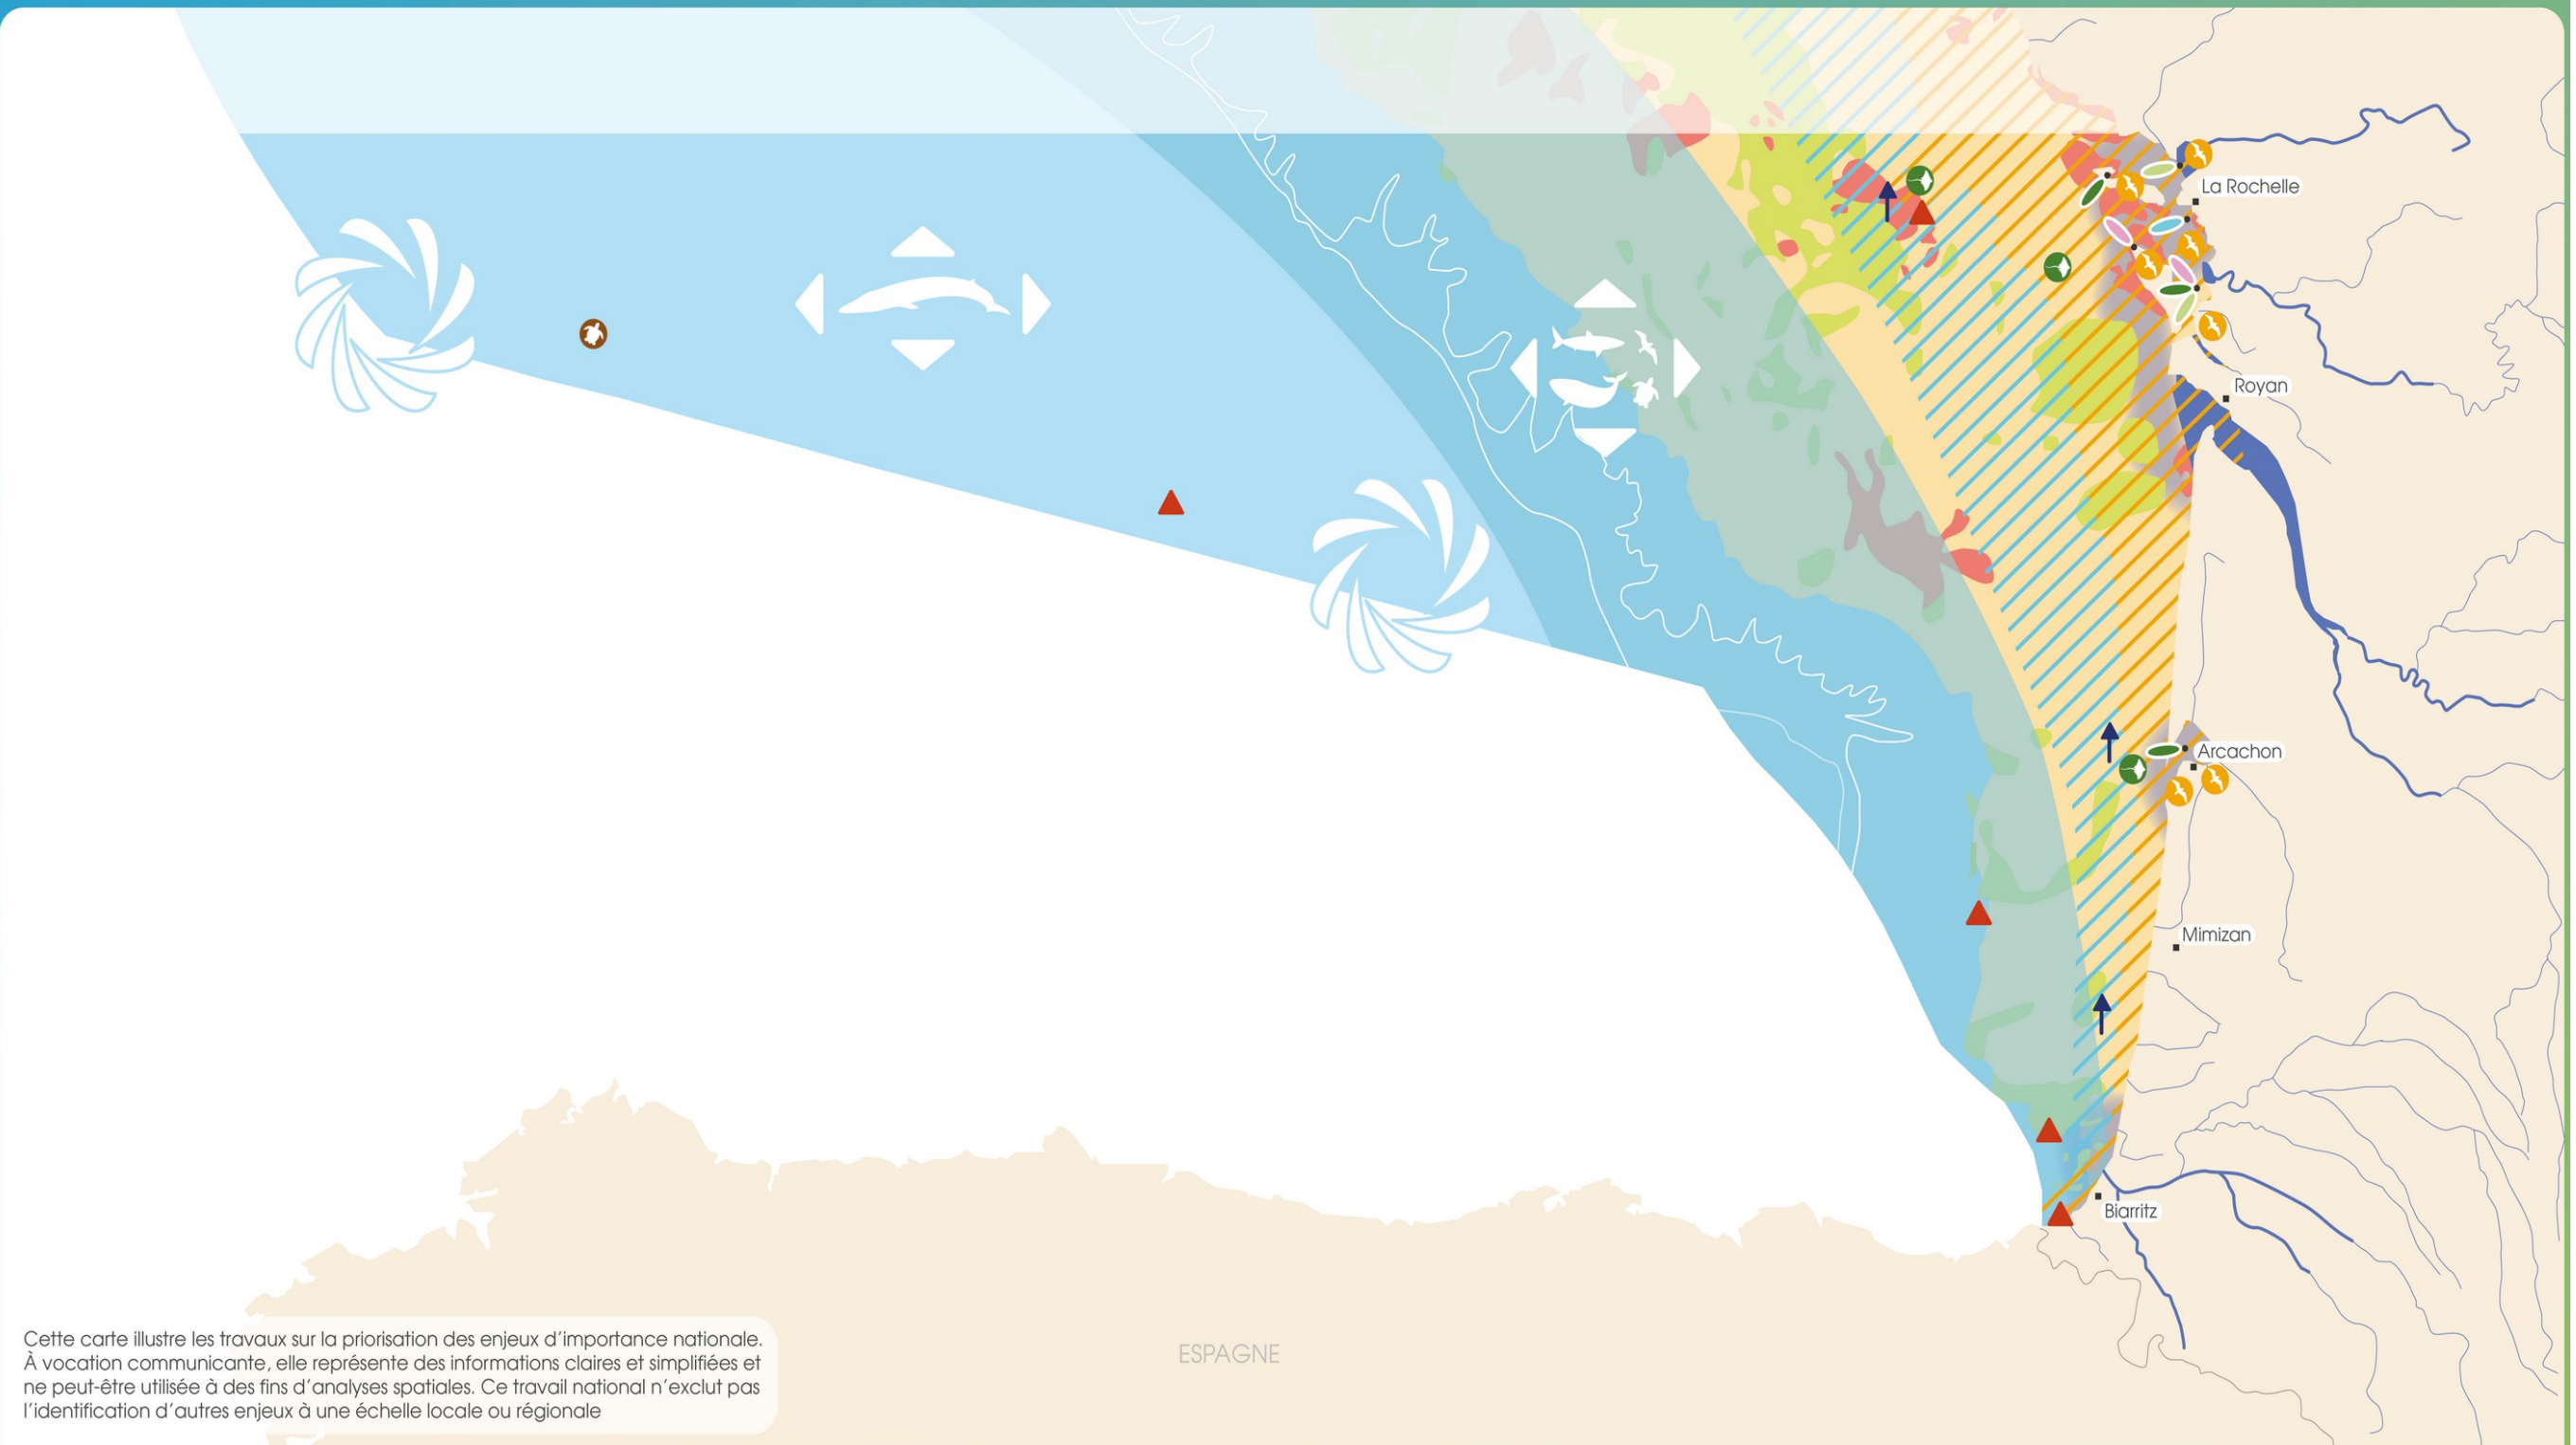 La Rochelle
Royan
Arcachon
Mimizan
Biarritz
ESPAGNE
Cette carte illustre les travaux sur la priorisation des enjeux d'importance nationale.
À vocation communicante, elle représente des informations claires et simplifiées et
ne peut-être utilisée à des fins d'analyses spatiales. Ce travail national n'exclut pas
l'identification d'autres enjeux à une échelle locale ou régionale